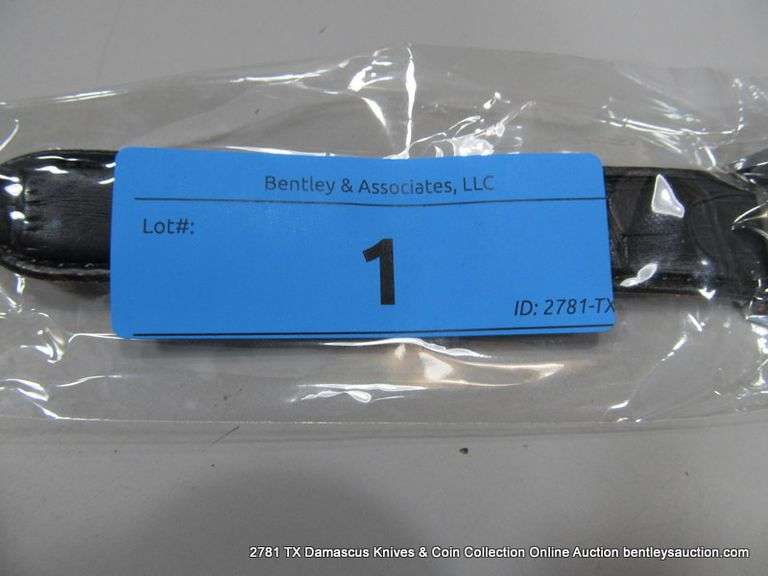 Bentley & Associates, LLC
Lot#:
1
ID: 2781-TX
2781 TX Damascus Knives & Coin Collection Online Auction bentleysauction.com